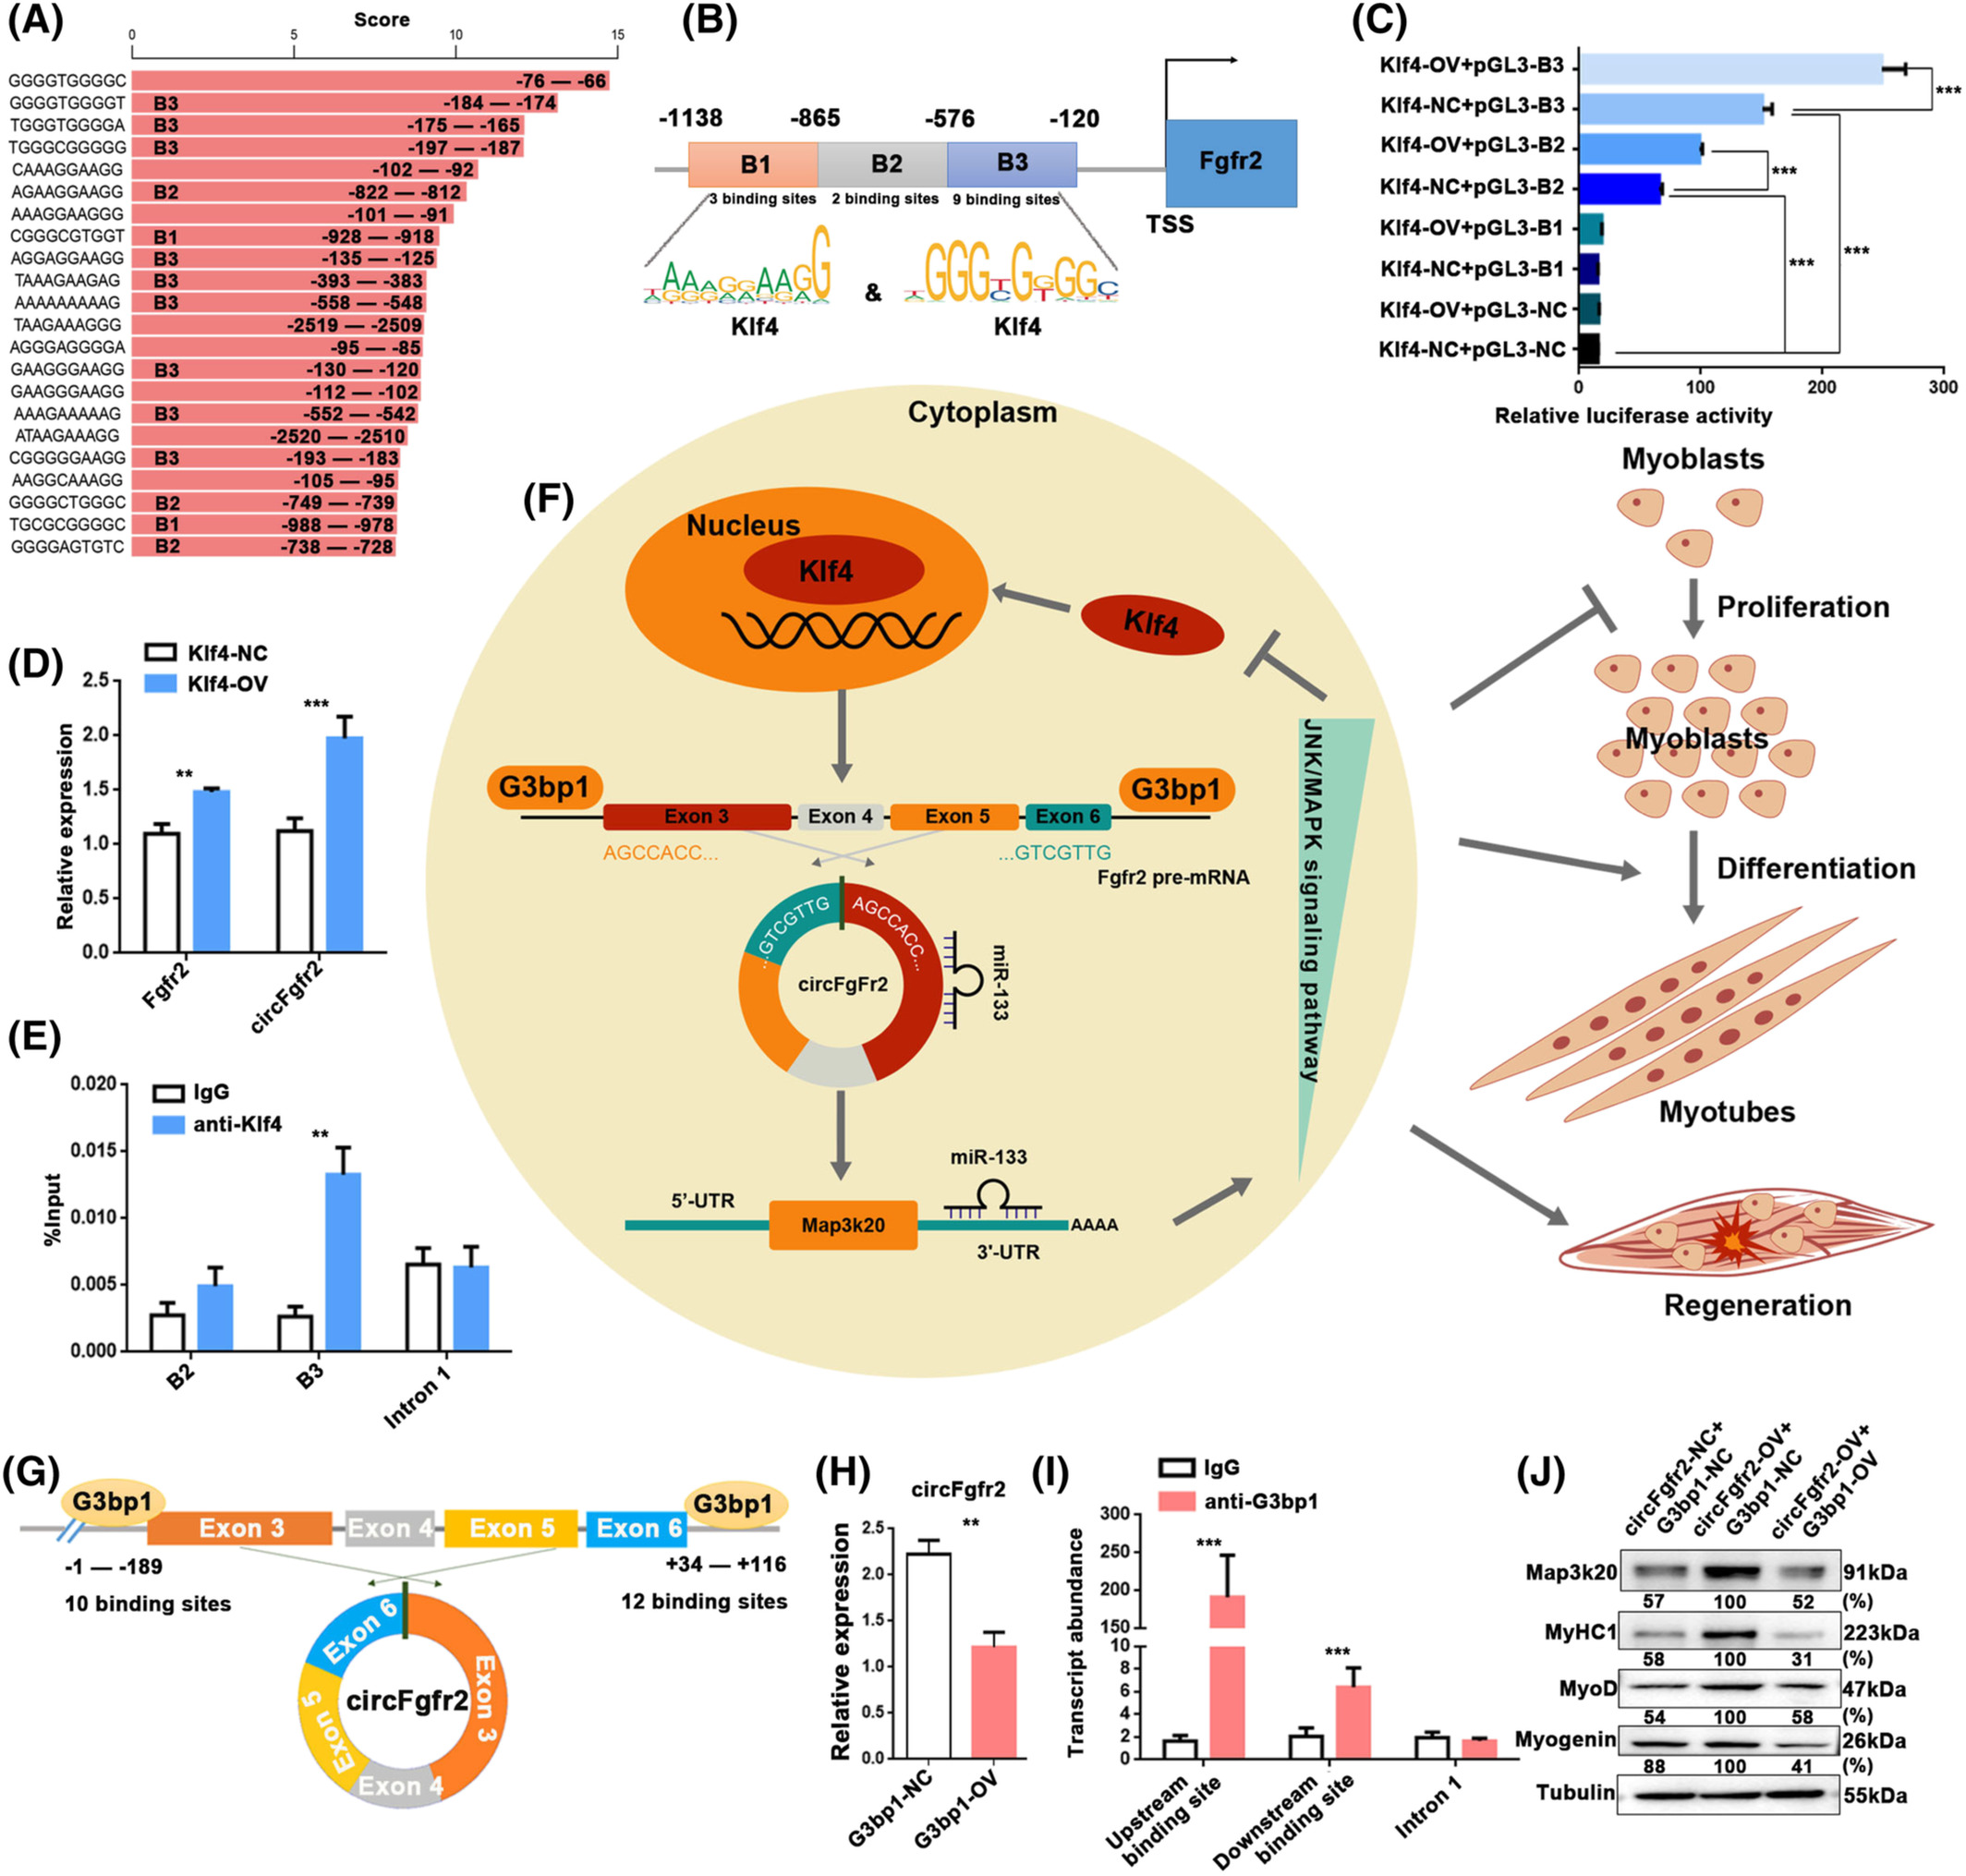 (A)
Score
0 5 10 15
GGGGTGGGGC -76 — -66
GGGGTGGGGT B3 -184 — -174
TGGGTGGGGA B3 -175 — -165
TGGGCGGGGG B3 -197 — -187
CAAAGGAAGG -102 — -92
AGAAGGAAGG B2 -822 — -812
AAAGGAAGGG -101 — -91
CGGGCGTGGT B1 -928 — -918
AGGAGGAAGG B3 -135 — -125
TAAAGAAGAG B3 -393 — -383
AAAAAAAAAG B3 -558 — -548
TAAGAAAGGG -2519 — -2509
AGGGAGGGGA -95 — -85
GAAGGGAAGG B3 -130 — -120
GAAGGGAAGG -112 — -102
AAAGAAAAAG B3 -552 — -542
ATAAGAAAGG -2520 — -2510
CGGGGGAAGG B3 -193 — -183
AAGGCAAAGG -105 — -95
GGGGCTGGGC B2 -749 — -739
TGCGCGGGGC B1 -988 — -978
GGGGAGTGTC B2 -738 — -728
(B)
-1138 -865 -576 -120
B1 B2 B3 Fgfr2
3 binding sites 2 binding sites 9 binding sites
TSS
&
Klf4 Klf4
(C)
Klf4-OV+pGL3-B3
Klf4-NC+pGL3-B3
Klf4-OV+pGL3-B2
Klf4-NC+pGL3-B2
Klf4-OV+pGL3-B1
Klf4-NC+pGL3-B1
Klf4-OV+pGL3-NC
Klf4-NC+pGL3-NC
***
***
***
***
0 100 200 300
Relative luciferase activity
(D)
Klf4-NC
Klf4-OV
Relative expression
2.5
2.0
1.5
1.0
0.5
0.0
**
***
Fgfr2
circFgfr2
(E)
IgG
anti-Klf4
%Input
0.020
0.015
0.010
0.005
0.000
**
B2
B3
Intron 1
(F)
Cytoplasm
Nucleus
Klf4
Klf4
G3bp1
G3bp1
Exon 3 Exon 4 Exon 5 Exon 6
AGCCACC... ...GTCGTTG
Fgfr2 pre-mRNA
...GTCGTTG AGCCACC...
circFgFr2
miR-133
miR-133
5'-UTR
Map3k20
AAAA
3'-UTR
JNK/MAPK signaling pathway
Myoblasts
Proliferation
Myoblasts
Differentiation
Myotubes
Regeneration
(G)
G3bp1 G3bp1
Exon 3 Exon 4 Exon 5 Exon 6
-1 — -189 +34 — +116
10 binding sites 12 binding sites
Exon 6
Exon 3
Exon 5
Exon 4
circFgfr2
(H)
circFgfr2
**
Relative expression
2.5
2.0
1.5
1.0
0.5
0.0
G3bp1-NC
G3bp1-OV
(I)
IgG
anti-G3bp1
Transcript abundance
300
250
200
150
10
8
6
4
2
0
***
***
Upstream
binding site
Downstream
binding site
Intron 1
(J)
circFgfr2-NC+
G3bp1-NC
circFgfr2-OV+
G3bp1-NC
circFgfr2-OV+
G3bp1-OV
Map3k20 91kDa
57 100 52 (%)
MyHC1 223kDa
58 100 31 (%)
MyoD 47kDa
54 100 58 (%)
Myogenin 26kDa
88 100 41 (%)
Tubulin 55kDa